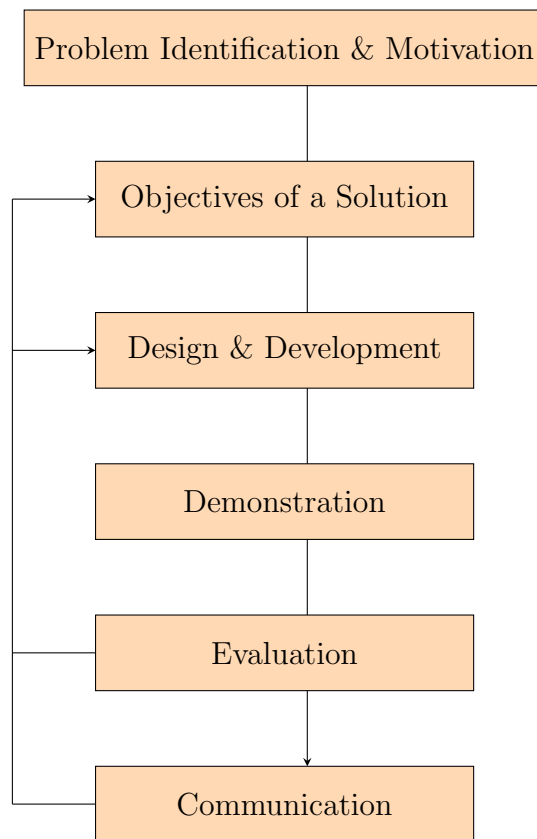 Problem Identification & Motivation
Objectives of a Solution
Design & Development
Demonstration
Evaluation
Communication